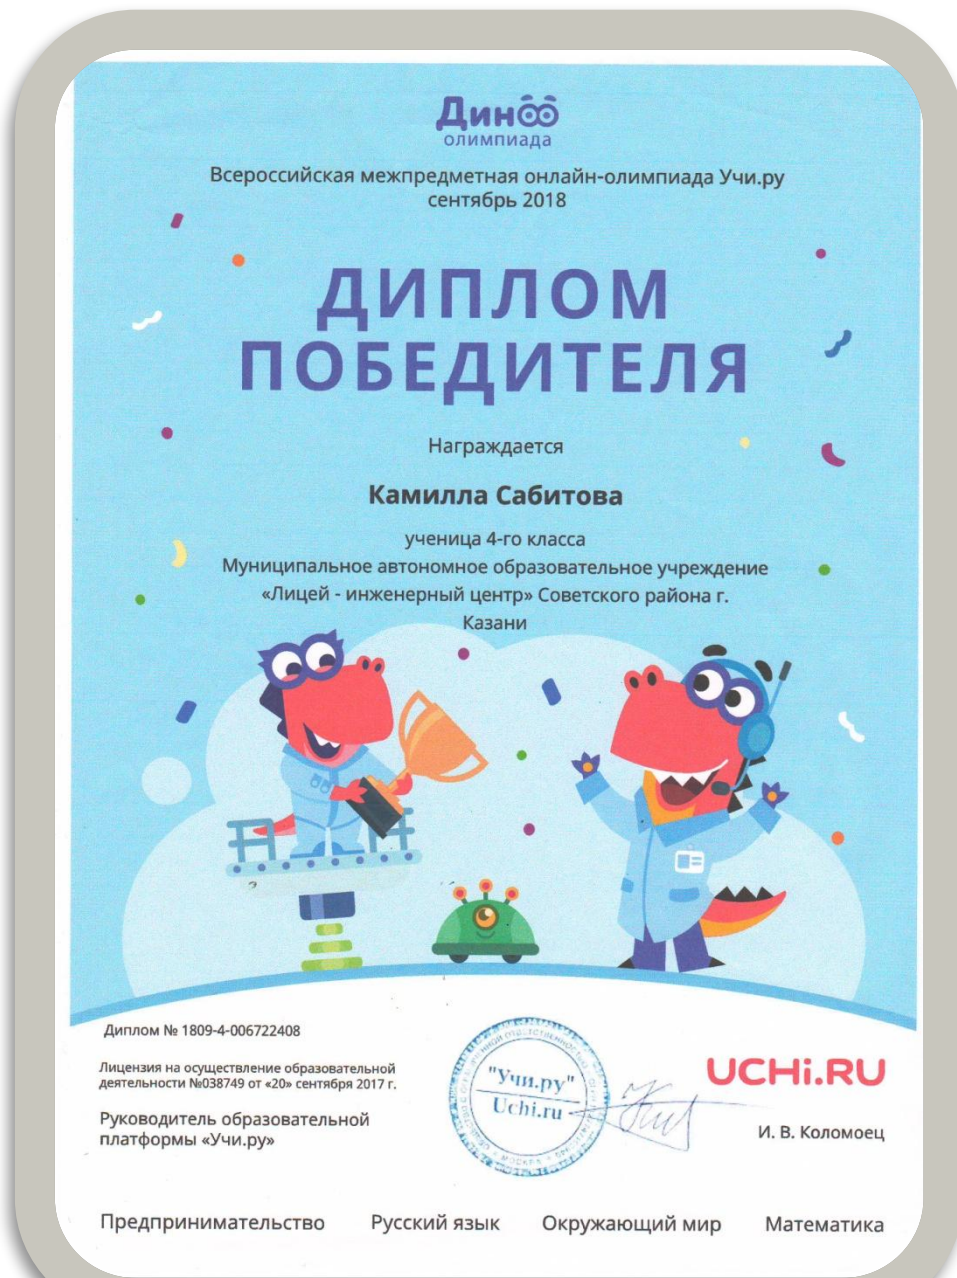 Дино
олимпиада
Всероссийская межпредметная онлайн-олимпиада Учи.ру
сентябрь 2018
ДИПЛОМ
ПОБЕДИТЕЛЯ
Награждается
Камилла Сабитова
ученица 4-го класса
Муниципальное автономное образовательное учреждение
«Лицей - инженерный центр» Советского района г.
Казани
Диплом № 1809-4-006722408
Лицензия на осуществление образовательной
деятельности №038749 от «20» сентября 2017 г.
Руководитель образовательной
платформы «Учи.ру»
"Учи.ру"
Uchi.ru
МОСКВА
UCHi.RU
И. В. Коломоец
Предпринимательство Русский язык Окружающий мир Математика